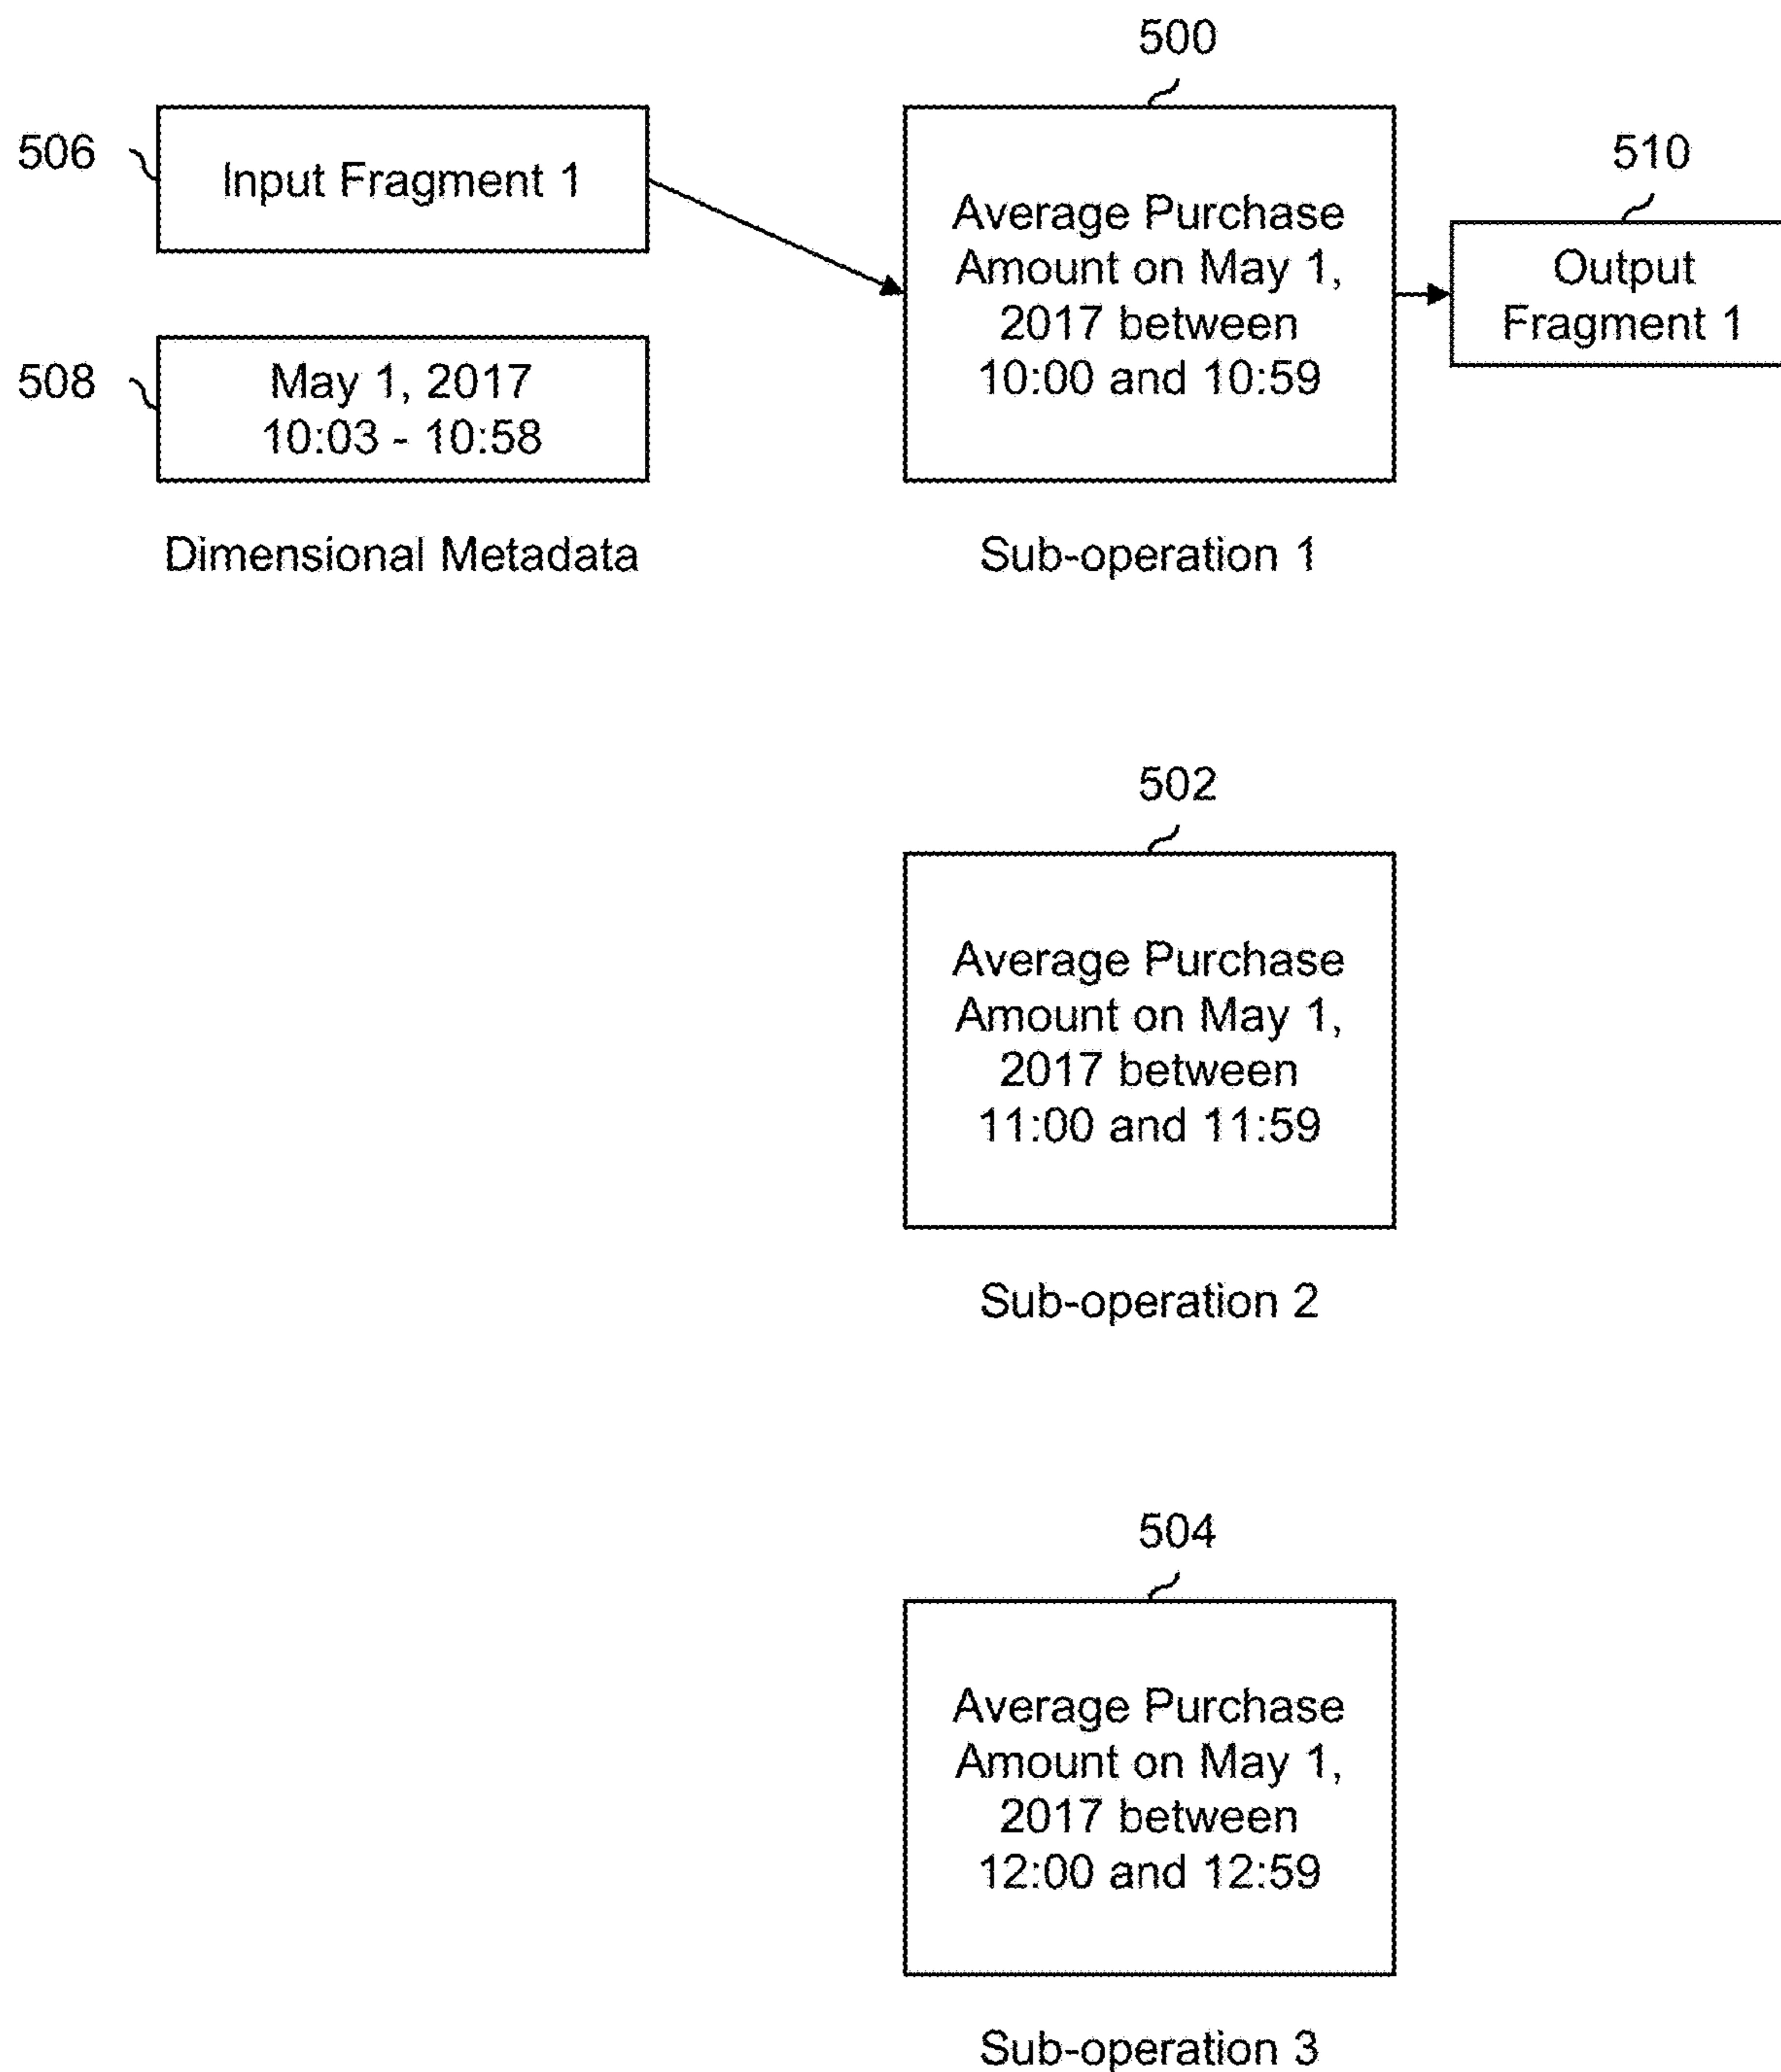 500
506
Input Fragment 1
510
Average Purchase
Amount on May 1,
2017 between
10:00 and 10:59
Output
Fragment 1
508
May 1, 2017
10:03 - 10:58
Dimensional Metadata
Sub-operation 1
502
Average Purchase
Amount on May 1,
2017 between
11:00 and 11:59
Sub-operation 2
504
Average Purchase
Amount on May 1,
2017 between
12:00 and 12:59
Sub-operation 3